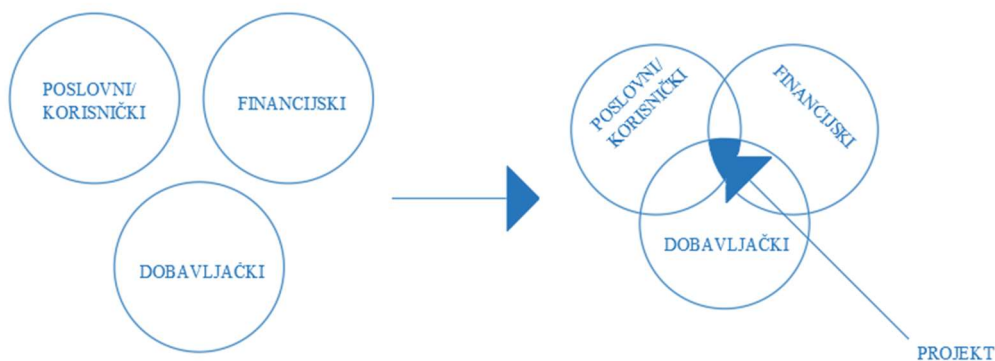 POSLOVNI/
KORISNIČKI
FINANCIJSKI
DOBAVLJAČKI
POSLOVNI/
KORISNIČKI
FINANCIJSKI
DOBAVLJAČKI
PROJEKT